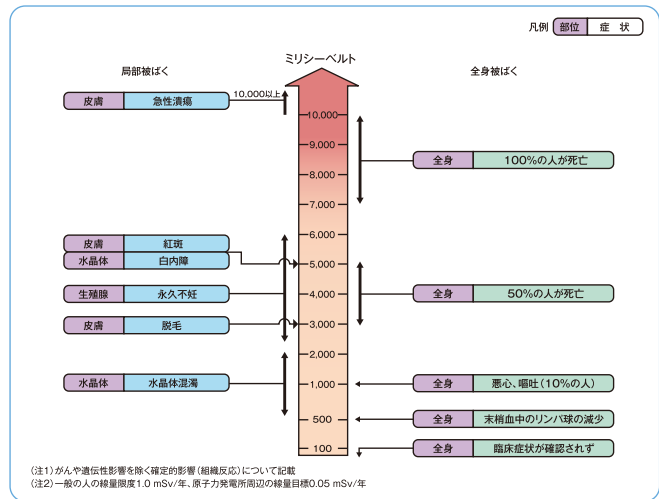 凡例 部位 症 状
ミリシーベルト
局部被ばく
全身被ばく
10,000以上
皮膚 急性潰瘍
10,000
9,000
全身 100%の人が死亡
8,000
7,000
6,000
皮膚 紅斑
水晶体 白内障
5,000
生殖腺 永久不妊
4,000
全身 50%の人が死亡
皮膚 脱毛
3,000
2,000
水晶体 水晶体混濁
1,000
全身 悪心、嘔吐(10%の人)
500
全身 末梢血中のリンパ球の減少
100
全身 臨床症状が確認されず
(注1)がんや遺伝性影響を除く確定的影響(組織反応)について記載
(注2)一般の人の線量限度1.0 mSv/年、原子力発電所周辺の線量目標0.05 mSv/年